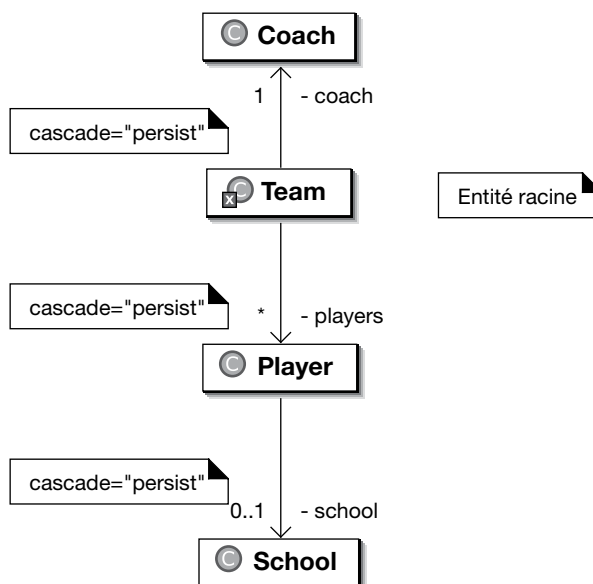 C Coach
1 - coach
cascade="persist"
C x Team
Entité racine
cascade="persist"
* - players
C Player
cascade="persist"
0..1 - school
C School